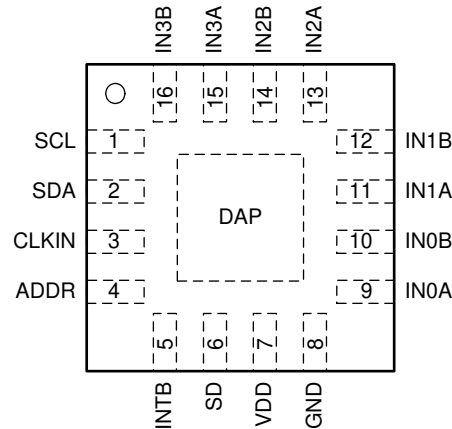 IN3B IN3A IN2B IN2A
16 15 14 13
SCL 1 12 IN1B
SDA 2 11 IN1A
DAP
CLKIN 3 10 IN0B
ADDR 4 9 IN0A
5 6 7 8
INTB SD VDD GND